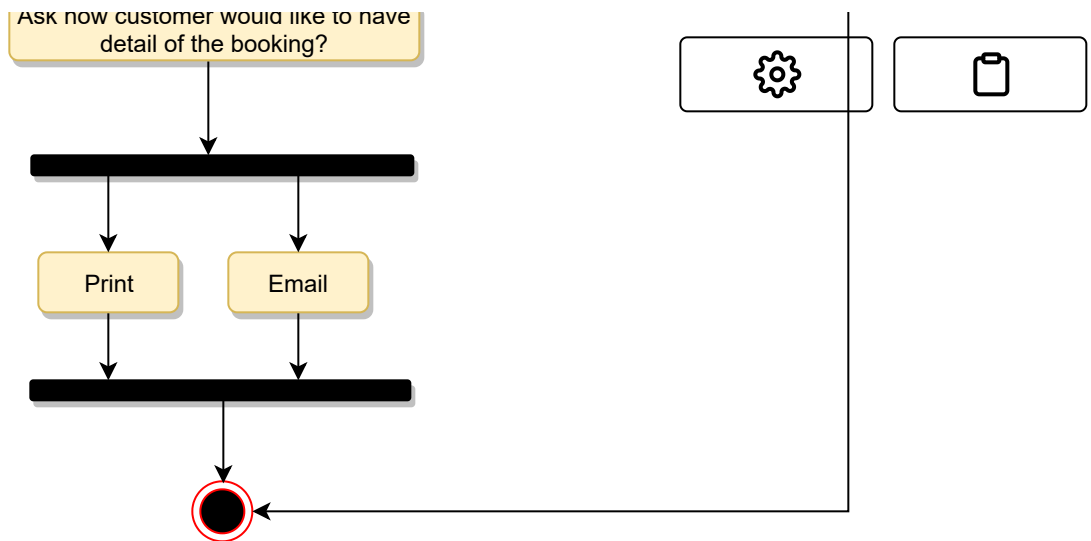 Ask how customer would like to have
detail of the booking?
Print
Email